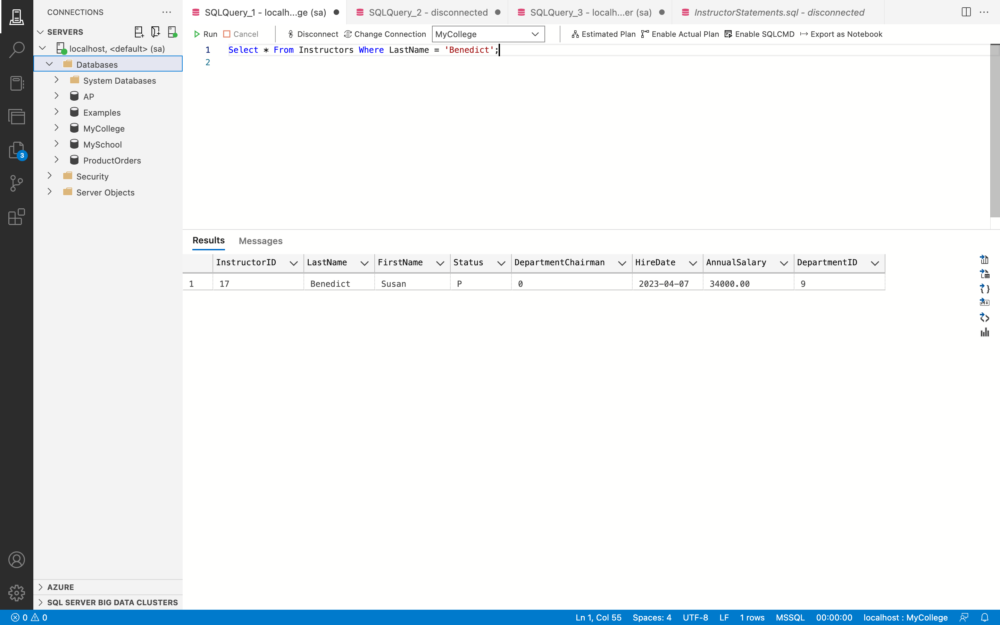 CONNECTIONS
SERVERS
localhost, <default> (sa)
Databases
System Databases
AP
Examples
MyCollege
MySchool
ProductOrders
Security
Server Objects
AZURE
SQL SERVER BIG DATA CLUSTERS
3
SQLQuery_1 - localh...ge (sa) SQLQuery_2 - disconnected SQLQuery_3 - localh...er (sa) InstructorStatements.sql - disconnected
Run Cancel Disconnect Change Connection MyCollege Estimated Plan Enable Actual Plan Enable SQLCMD Export as Notebook
1 Select * From Instructors Where LastName = 'Benedict';
2
Results Messages
InstructorID LastName FirstName Status DepartmentChairman HireDate AnnualSalary DepartmentID
1 17 Benedict Susan P 0 2023-04-07 34000.00 9
0 0 Ln 1, Col 55 Spaces: 4 UTF-8 LF 1 rows MSSQL 00:00:00 localhost : MyCollege